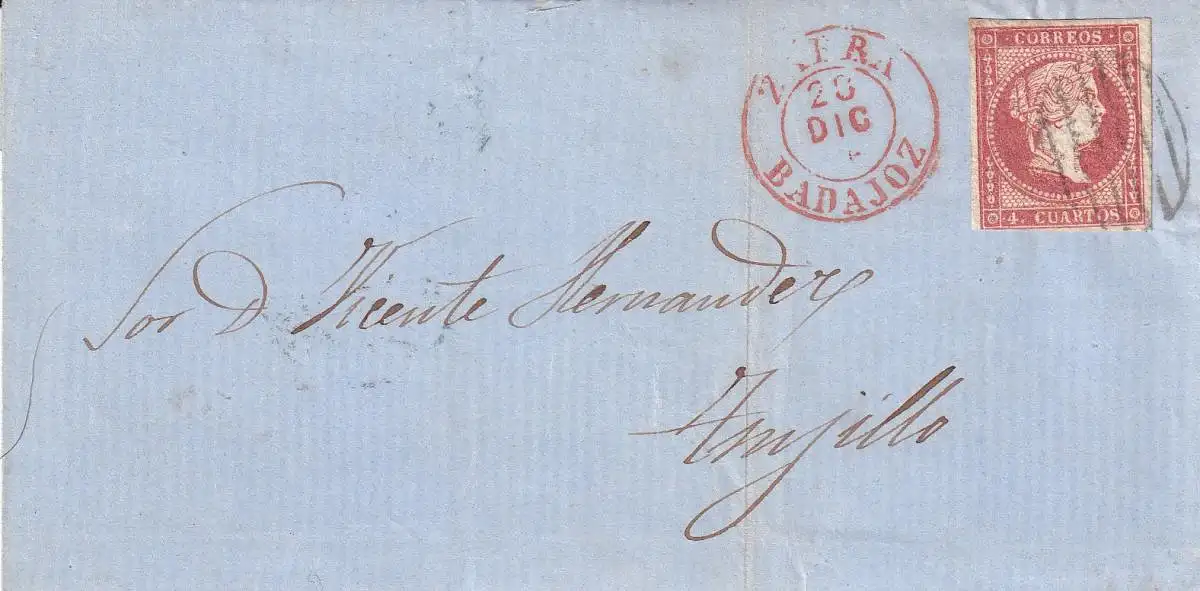 ZAFRA
20
DIC
BADAJOZ
CORREOS
4. CUARTOS
Sor D. Vicente Hernandez
Trujillo